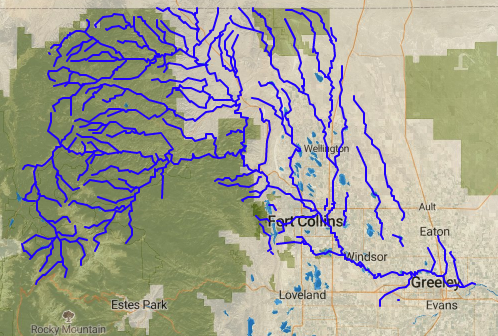 Wellington
Ault
Fort Collins
Eaton
Windsor
Greeley
Loveland
Estes Park
Evans
Rocky Mountain